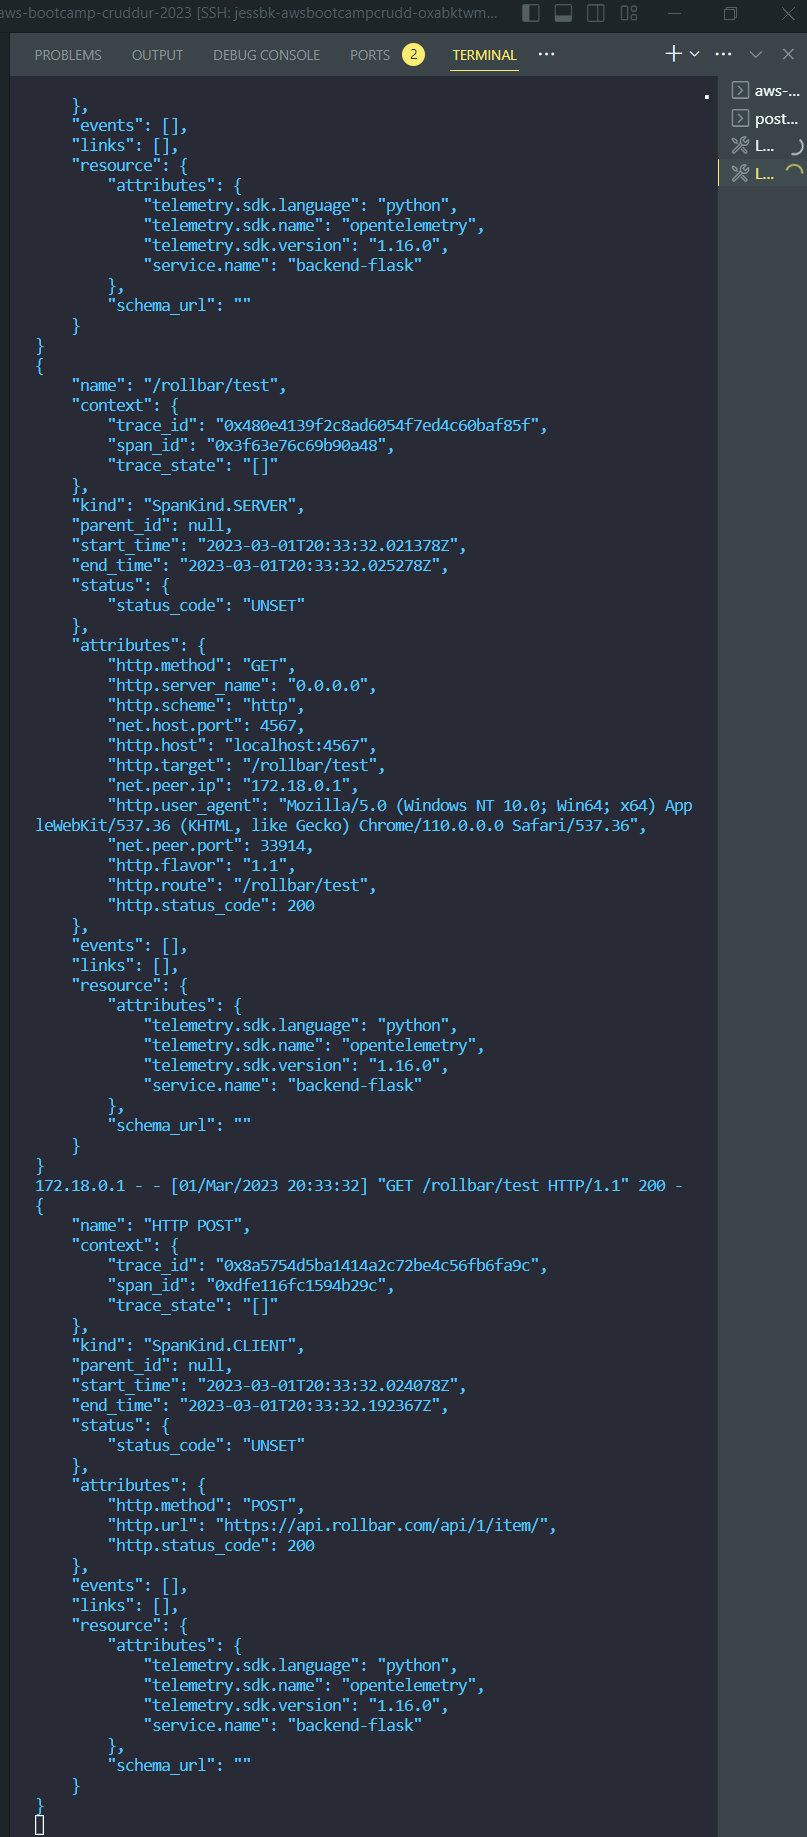 aws-bootcamp-cruddur-2023 [SSH: jessbk-awsbootcampcrudd-oxabktwm...
PROBLEMS OUTPUT DEBUG CONSOLE PORTS 2 TERMINAL ...
aws-...
post...
L...
L...
    },
    "events": [],
    "links": [],
    "resource": {
        "attributes": {
            "telemetry.sdk.language": "python",
            "telemetry.sdk.name": "opentelemetry",
            "telemetry.sdk.version": "1.16.0",
            "service.name": "backend-flask"
        },
        "schema_url": ""
    }
}
{
    "name": "/rollbar/test",
    "context": {
        "trace_id": "0x480e4139f2c8ad6054f7ed4c60baf85f",
        "span_id": "0x3f63e76c69b90a48",
        "trace_state": "[]"
    },
    "kind": "SpanKind.SERVER",
    "parent_id": null,
    "start_time": "2023-03-01T20:33:32.021378Z",
    "end_time": "2023-03-01T20:33:32.025278Z",
    "status": {
        "status_code": "UNSET"
    },
    "attributes": {
        "http.method": "GET",
        "http.server_name": "0.0.0.0",
        "http.scheme": "http",
        "net.host.port": 4567,
        "http.host": "localhost:4567",
        "http.target": "/rollbar/test",
        "net.peer.ip": "172.18.0.1",
        "http.user_agent": "Mozilla/5.0 (Windows NT 10.0; Win64; x64) App
leWebKit/537.36 (KHTML, like Gecko) Chrome/110.0.0.0 Safari/537.36",
        "net.peer.port": 33914,
        "http.flavor": "1.1",
        "http.route": "/rollbar/test",
        "http.status_code": 200
    },
    "events": [],
    "links": [],
    "resource": {
        "attributes": {
            "telemetry.sdk.language": "python",
            "telemetry.sdk.name": "opentelemetry",
            "telemetry.sdk.version": "1.16.0",
            "service.name": "backend-flask"
        },
        "schema_url": ""
    }
}
172.18.0.1 - - [01/Mar/2023 20:33:32] "GET /rollbar/test HTTP/1.1" 200 -
{
    "name": "HTTP POST",
    "context": {
        "trace_id": "0x8a5754d5ba1414a2c72be4c56fb6fa9c",
        "span_id": "0xdfe116fc1594b29c",
        "trace_state": "[]"
    },
    "kind": "SpanKind.CLIENT",
    "parent_id": null,
    "start_time": "2023-03-01T20:33:32.024078Z",
    "end_time": "2023-03-01T20:33:32.192367Z",
    "status": {
        "status_code": "UNSET"
    },
    "attributes": {
        "http.method": "POST",
        "http.url": "https://api.rollbar.com/api/1/item/",
        "http.status_code": 200
    },
    "events": [],
    "links": [],
    "resource": {
        "attributes": {
            "telemetry.sdk.language": "python",
            "telemetry.sdk.name": "opentelemetry",
            "telemetry.sdk.version": "1.16.0",
            "service.name": "backend-flask"
        },
        "schema_url": ""
    }
}